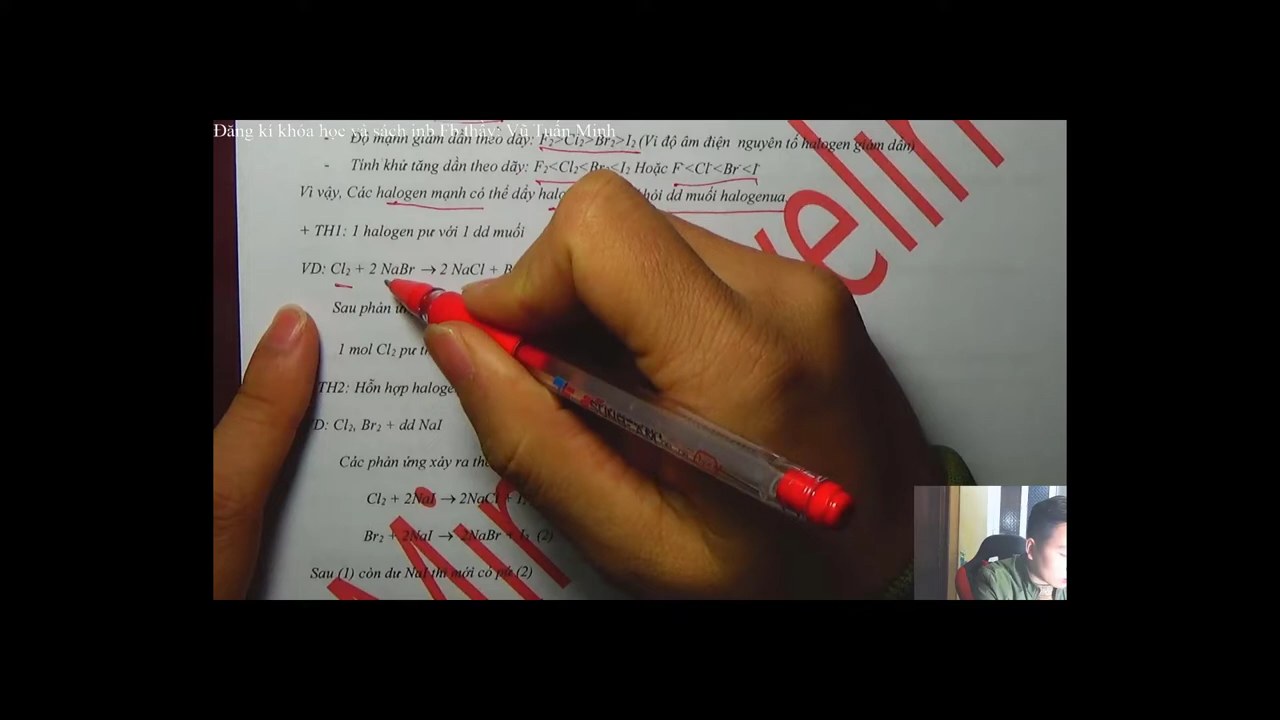 Đăng kí khóa học và sách inb Fb thầy: Vũ Tuấn Minh
- Độ mạnh giảm dần theo dãy: F₂>Cl₂>Br₂>I₂ (Vì độ âm điện nguyên tố halogen giảm dần)
- Tính khử tăng dần theo dãy: F₂<Cl₂<Br₂<I₂ Hoặc F⁻<Cl⁻<Br⁻<I⁻
Vì vậy, Các halogen mạnh có thể đẩy khỏi dd muối halogenua.
+ TH1: 1 halogen pư với 1 dd muối
VD: Cl₂ + 2 NaBr → 2 NaCl +
Sau phản
1 mol Cl₂ pư
TH2: Hỗn hợp
VD: Cl₂, Br₂ + dd NaI
Các phản ứng xảy ra
Cl₂ + 2NaI → 2NaCl + I₂
Br₂ + 2NaI → 2NaBr + I₂ (2)
Sau (1) còn dư NaI thì mới có pứ (2)